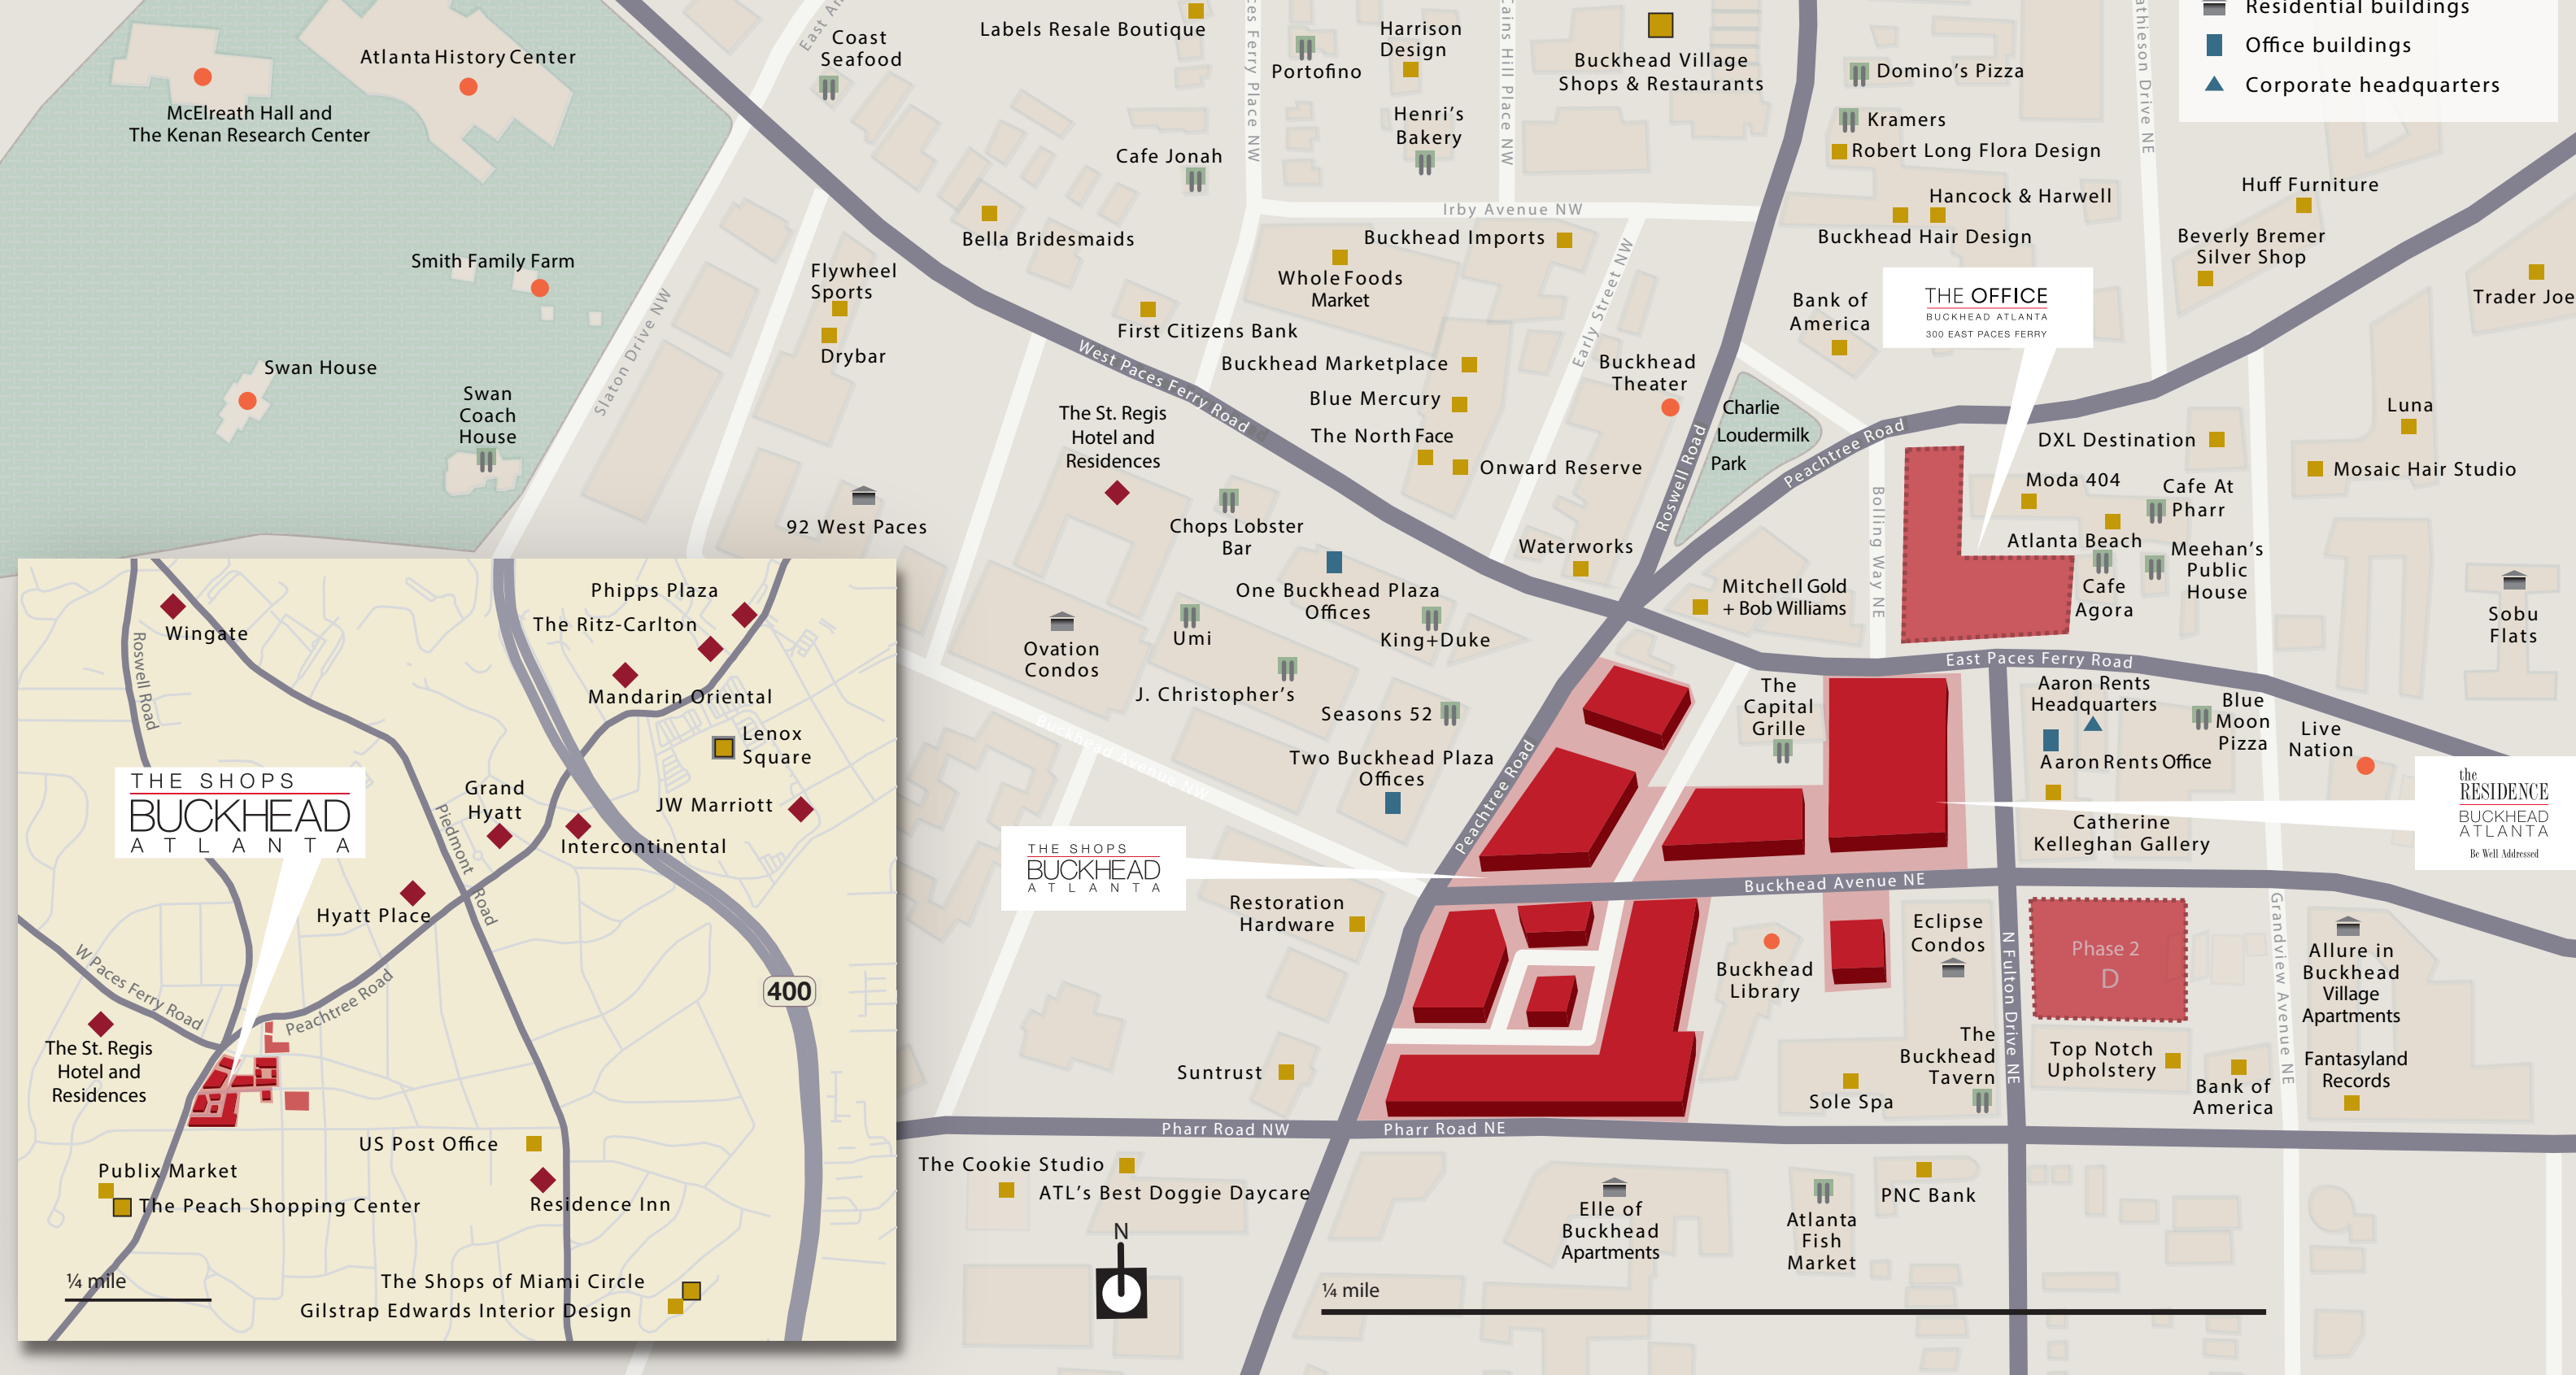 Residential buildings
Office buildings
Corporate headquarters
Atlanta History Center
McElreath Hall and
The Kenan Research Center
Smith Family Farm
Swan House
Swan
Coach
House
Slaton Drive NW
Coast
Seafood
Labels Resale Boutique
Portofino
Harrison
Design
Henri's
Bakery
Cafe Jonah
Buckhead Village
Shops & Restaurants
Domino's Pizza
Kramers
Robert Long Flora Design
Hancock & Harwell
Buckhead Hair Design
Huff Furniture
Beverly Bremer
Silver Shop
Trader Joe
Irby Avenue NW
Ferry Place NW
Hill Place NW
Drive NE
Bella Bridesmaids
Buckhead Imports
Whole Foods
Market
Flywheel
Sports
Drybar
First Citizens Bank
Buckhead Marketplace
Blue Mercury
The North Face
Onward Reserve
Early Street NW
Buckhead
Theater
Bank of
America
THE OFFICE
BUCKHEAD ATLANTA
300 EAST PACES FERRY
West Paces Ferry Road
The St. Regis
Hotel and
Residences
Charlie
Loudermilk
Park
Roswell Road
Peachtree Road
Bolling Way NE
DXL Destination
Luna
Mosaic Hair Studio
Moda 404
Cafe At
Pharr
Atlanta Beach
Cafe
Agora
Meehan's
Public
House
Sobu
Flats
92 West Paces
Chops Lobster
Bar
Waterworks
One Buckhead Plaza
Offices
King+Duke
Mitchell Gold
+ Bob Williams
Ovation
Condos
Umi
J. Christopher's
Seasons 52
Two Buckhead Plaza
Offices
Buckhead Avenue NW
East Paces Ferry Road
The
Capital
Grille
Aaron Rents
Headquarters
Aaron Rents Office
Blue
Moon
Pizza
Live
Nation
Catherine
Kelleghan Gallery
the
RESIDENCE
BUCKHEAD
ATLANTA
Be Well Addressed
Peachtree Road
THE SHOPS
BUCKHEAD
ATLANTA
Buckhead Avenue NE
Restoration
Hardware
Buckhead
Library
Eclipse
Condos
N Fulton Drive NE
Phase 2
D
Grandview Avenue NE
Allure in
Buckhead
Village
Apartments
Suntrust
Sole Spa
The
Buckhead
Tavern
Top Notch
Upholstery
Bank of
America
Fantasyland
Records
Pharr Road NW
Pharr Road NE
The Cookie Studio
ATL's Best Doggie Daycare
Elle of
Buckhead
Apartments
Atlanta
Fish
Market
PNC Bank
N
¼ mile
Wingate
Roswell Road
Phipps Plaza
The Ritz-Carlton
Mandarin Oriental
Lenox
Square
THE SHOPS
BUCKHEAD
ATLANTA
Grand
Hyatt
JW Marriott
Intercontinental
Piedmont Road
Hyatt Place
W Paces Ferry Road
Peachtree Road
400
The St. Regis
Hotel and
Residences
US Post Office
Publix Market
The Peach Shopping Center
Residence Inn
¼ mile
The Shops of Miami Circle
Gilstrap Edwards Interior Design